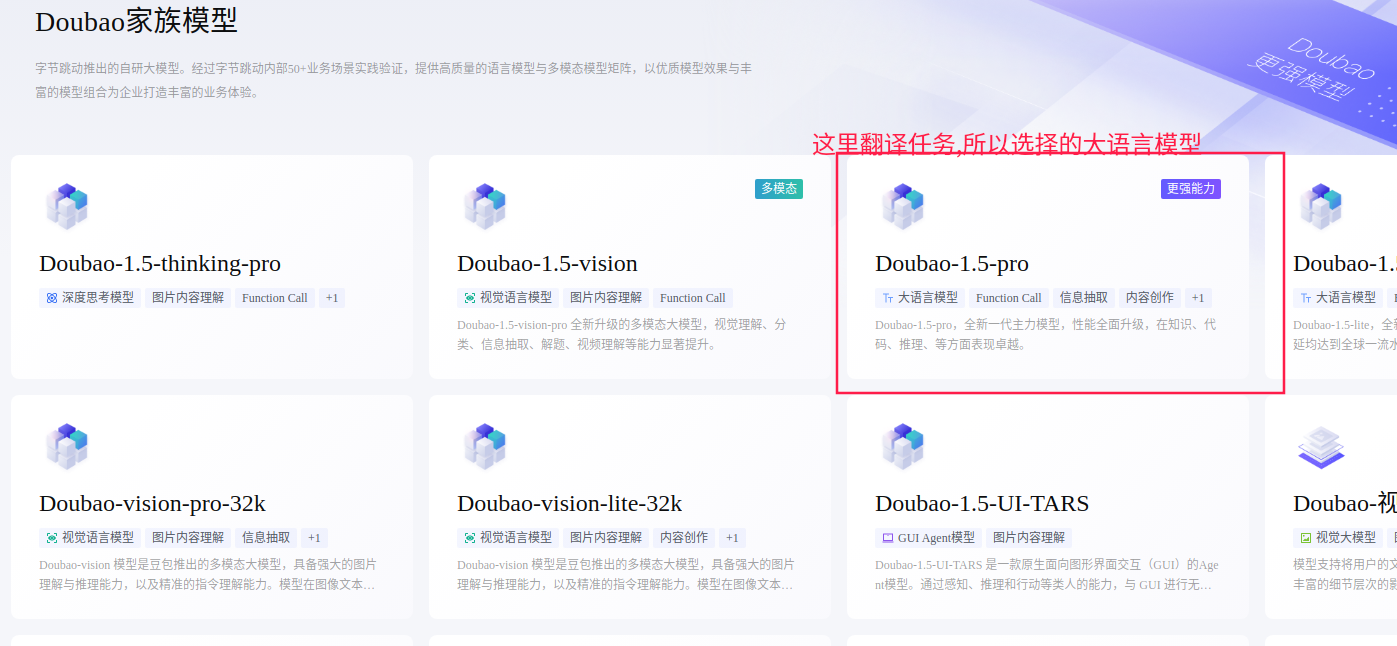 Doubao家族模型
字节跳动推出的自研大模型。经过字节跳动内部50+业务场景实践验证，提供高质量的语言模型与多模态模型矩阵，以优质模型效果与丰
富的模型组合为企业打造丰富的业务体验。
Doubao
更强模型
这里翻译任务,所以选择的大语言模型
Doubao-1.5-thinking-pro
深度思考模型 图片内容理解 Function Call +1
多模态
Doubao-1.5-vision
视觉语言模型 图片内容理解 Function Call
Doubao-1.5-vision-pro 全新升级的多模态大模型，视觉理解、分
类、信息抽取、解题、视频理解等能力显著提升。
更强能力
Doubao-1.5-pro
大语言模型 Function Call 信息抽取 内容创作 +1
Doubao-1.5-pro，全新一代主力模型，性能全面升级，在知识、代
码、推理、等方面表现卓越。
Doubao-1.
大语言模型
Doubao-1.5-lite，全
延均达到全球一流水
Doubao-vision-pro-32k
视觉语言模型 图片内容理解 信息抽取 +1
Doubao-vision 模型是豆包推出的多模态大模型，具备强大的图片
理解与推理能力，以及精准的指令理解能力。模型在图像文本…
Doubao-vision-lite-32k
视觉语言模型 图片内容理解 内容创作 +1
Doubao-vision 模型是豆包推出的多模态大模型，具备强大的图片
理解与推理能力，以及精准的指令理解能力。模型在图像文本…
Doubao-1.5-UI-TARS
GUI Agent模型 图片内容理解
Doubao-1.5-UI-TARS 是一款原生面向图形界面交互（GUI）的Age
nt模型。通过感知、推理和行动等类人的能力，与 GUI 进行无…
Doubao-视
视觉大模型
模型支持将用户的文
丰富的细节层次的影